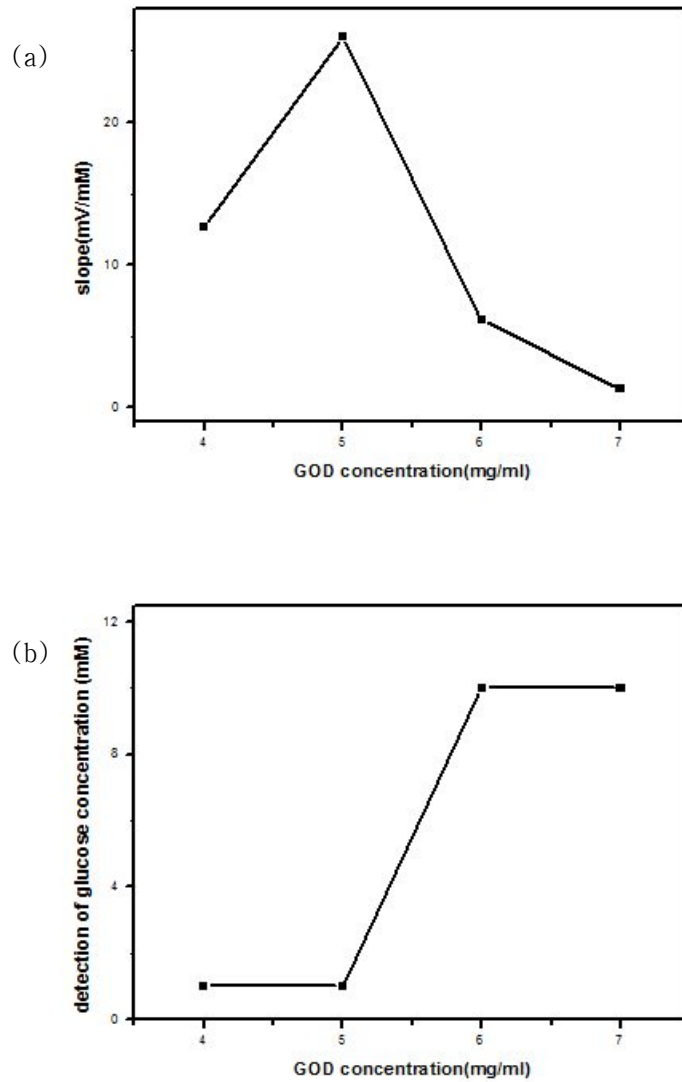 (a)
20
10
0
slope(mV/mM)
4 5 6 7
GOD concentration(mg/ml)
(b)
12
8
4
0
detection of glucose concentration (mM)
4 5 6 7
GOD concentration(mg/ml)